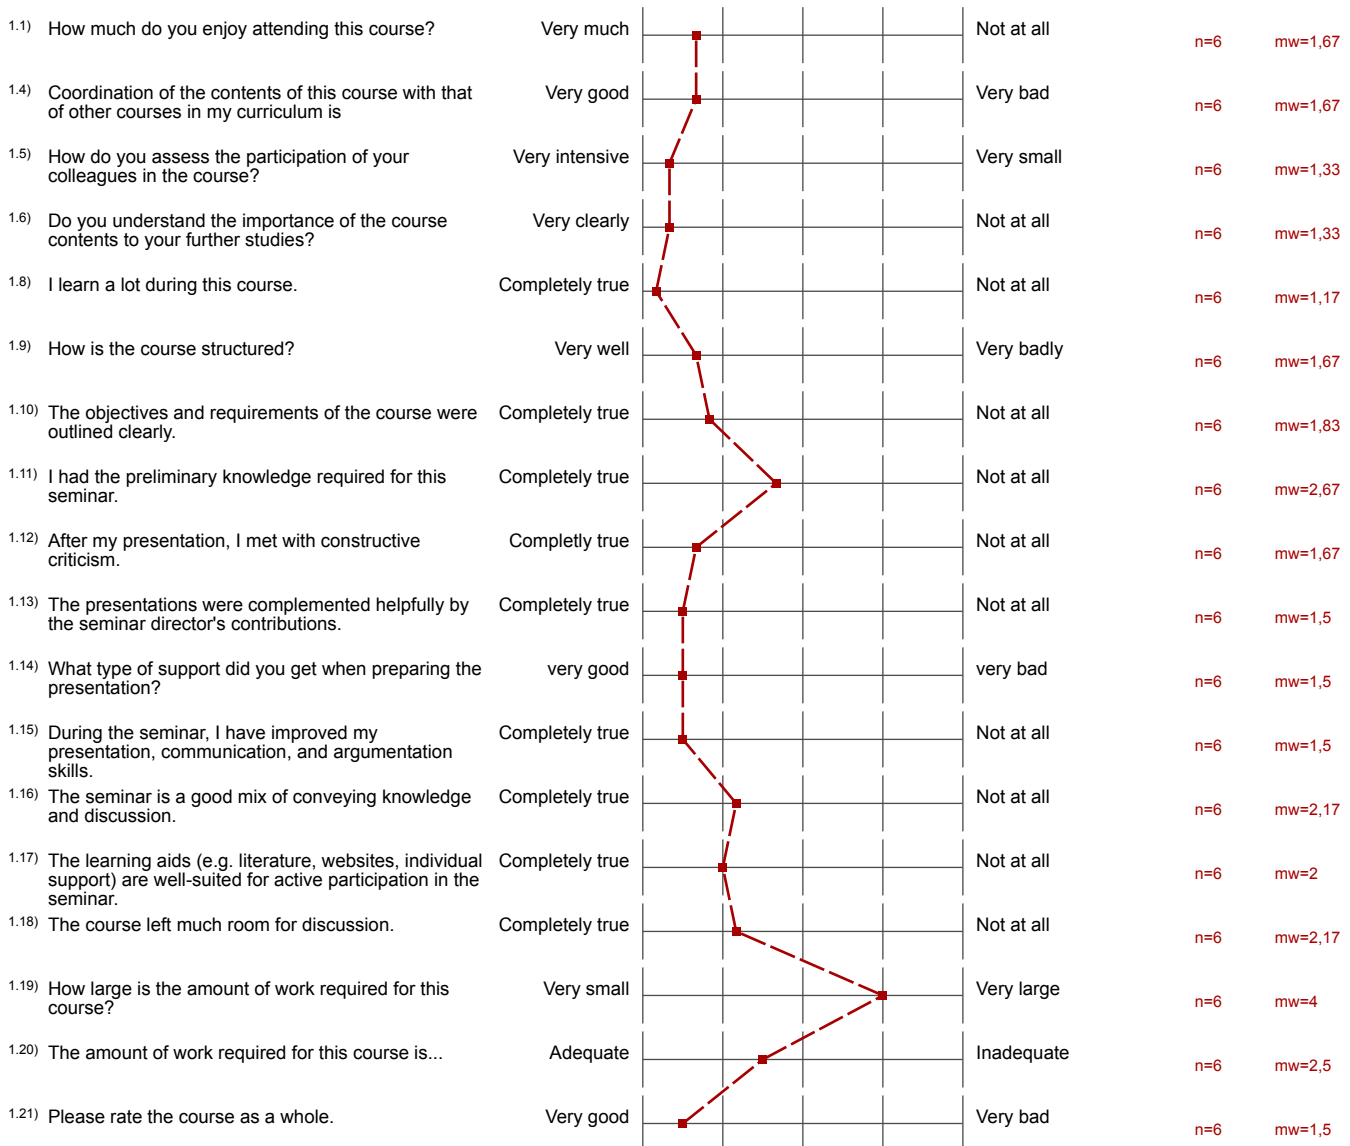 1.1) How much do you enjoy attending this course? Very much Not at all n=6 mw=1,67
1.4) Coordination of the contents of this course with that Very good Very bad n=6 mw=1,67
of other courses in my curriculum is
1.5) How do you assess the participation of your Very intensive Very small n=6 mw=1,33
colleagues in the course?
1.6) Do you understand the importance of the course Very clearly Not at all n=6 mw=1,33
contents to your further studies?
1.8) I learn a lot during this course. Completely true Not at all n=6 mw=1,17
1.9) How is the course structured? Very well Very badly n=6 mw=1,67
1.10) The objectives and requirements of the course were Completely true Not at all n=6 mw=1,83
outlined clearly.
1.11) I had the preliminary knowledge required for this Completely true Not at all n=6 mw=2,67
seminar.
1.12) After my presentation, I met with constructive Completly true Not at all n=6 mw=1,67
criticism.
1.13) The presentations were complemented helpfully by Completely true Not at all n=6 mw=1,5
the seminar director's contributions.
1.14) What type of support did you get when preparing the very good very bad n=6 mw=1,5
presentation?
1.15) During the seminar, I have improved my Completely true Not at all n=6 mw=1,5
presentation, communication, and argumentation
skills.
1.16) The seminar is a good mix of conveying knowledge Completely true Not at all n=6 mw=2,17
and discussion.
1.17) The learning aids (e.g. literature, websites, individual Completely true Not at all n=6 mw=2
support) are well-suited for active participation in the
seminar.
1.18) The course left much room for discussion. Completely true Not at all n=6 mw=2,17
1.19) How large is the amount of work required for this Very small Very large n=6 mw=4
course?
1.20) The amount of work required for this course is... Adequate Inadequate n=6 mw=2,5
1.21) Please rate the course as a whole. Very good Very bad n=6 mw=1,5